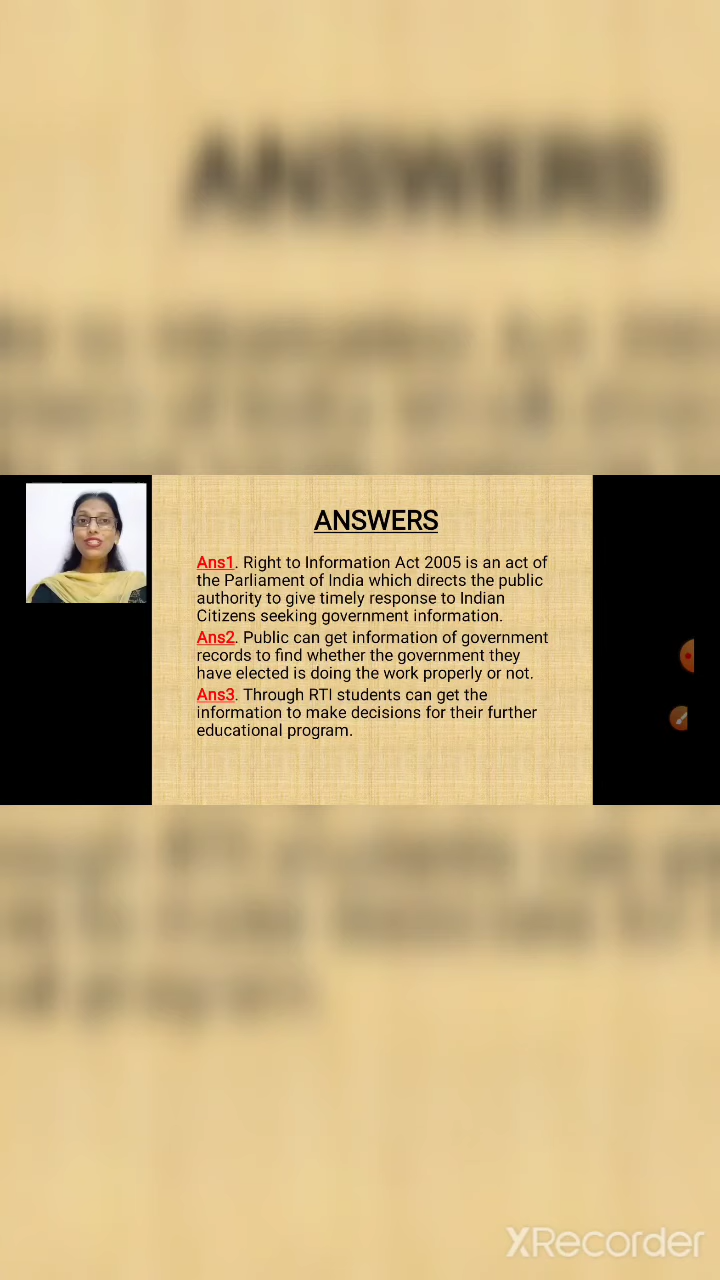 ANSWERS
Ans1. Right to Information Act 2005 is an act of
the Parliament of India which directs the public
authority to give timely response to Indian
Citizens seeking government information.
Ans2. Public can get information of government
records to find whether the government they
have elected is doing the work properly or not.
Ans3. Through RTI students can get the
information to make decisions for their further
educational program.
XRecorder